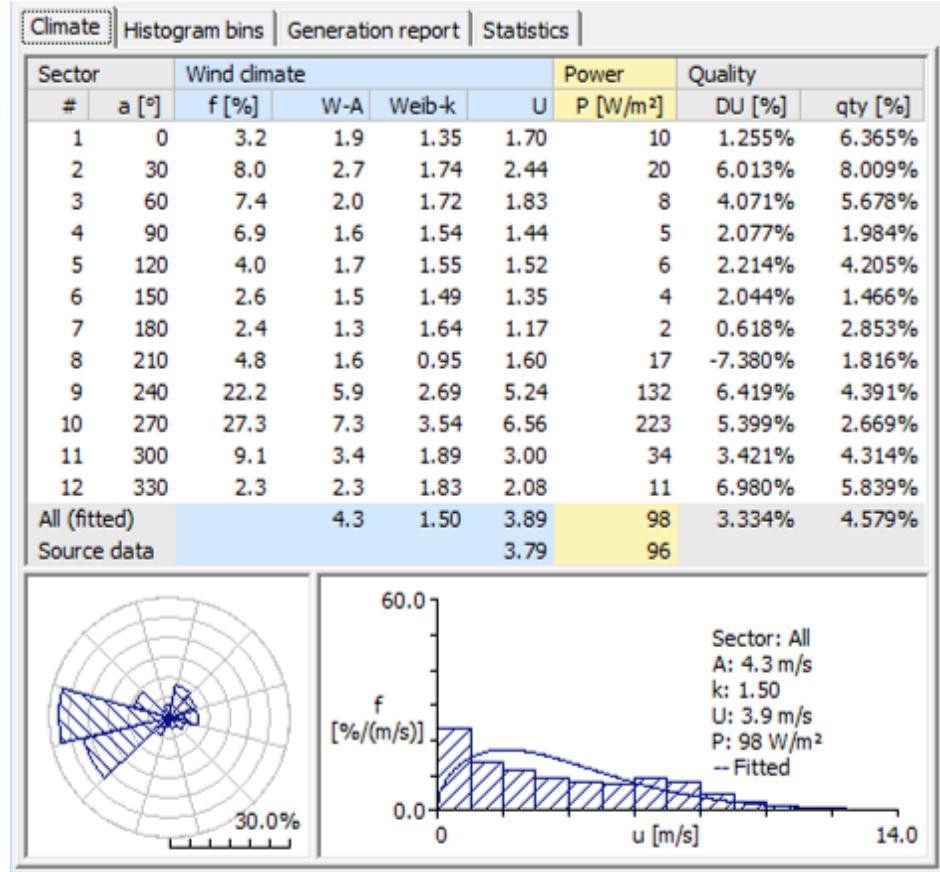 Climate Histogram bins Generation report Statistics
Sector Wind climate Power Quality
# a [°] f [%] W-A Weib-k U P [W/m²] DU [%] qty [%]
1 0 3.2 1.9 1.35 1.70 10 1.255% 6.365%
2 30 8.0 2.7 1.74 2.44 20 6.013% 8.009%
3 60 7.4 2.0 1.72 1.83 8 4.071% 5.678%
4 90 6.9 1.6 1.54 1.44 5 2.077% 1.984%
5 120 4.0 1.7 1.55 1.52 6 2.214% 4.205%
6 150 2.6 1.5 1.49 1.35 4 2.044% 1.466%
7 180 2.4 1.3 1.64 1.17 2 0.618% 2.853%
8 210 4.8 1.6 0.95 1.60 17 -7.380% 1.816%
9 240 22.2 5.9 2.69 5.24 132 6.419% 4.391%
10 270 27.3 7.3 3.54 6.56 223 5.399% 2.669%
11 300 9.1 3.4 1.89 3.00 34 3.421% 4.314%
12 330 2.3 2.3 1.83 2.08 11 6.980% 5.839%
All (fitted) 4.3 1.50 3.89 98 3.334% 4.579%
Source data 3.79 96
30.0%
60.0
f
[%/(m/s)]
0.0
0 u [m/s] 14.0
Sector: All
A: 4.3 m/s
k: 1.50
U: 3.9 m/s
P: 98 W/m²
-- Fitted